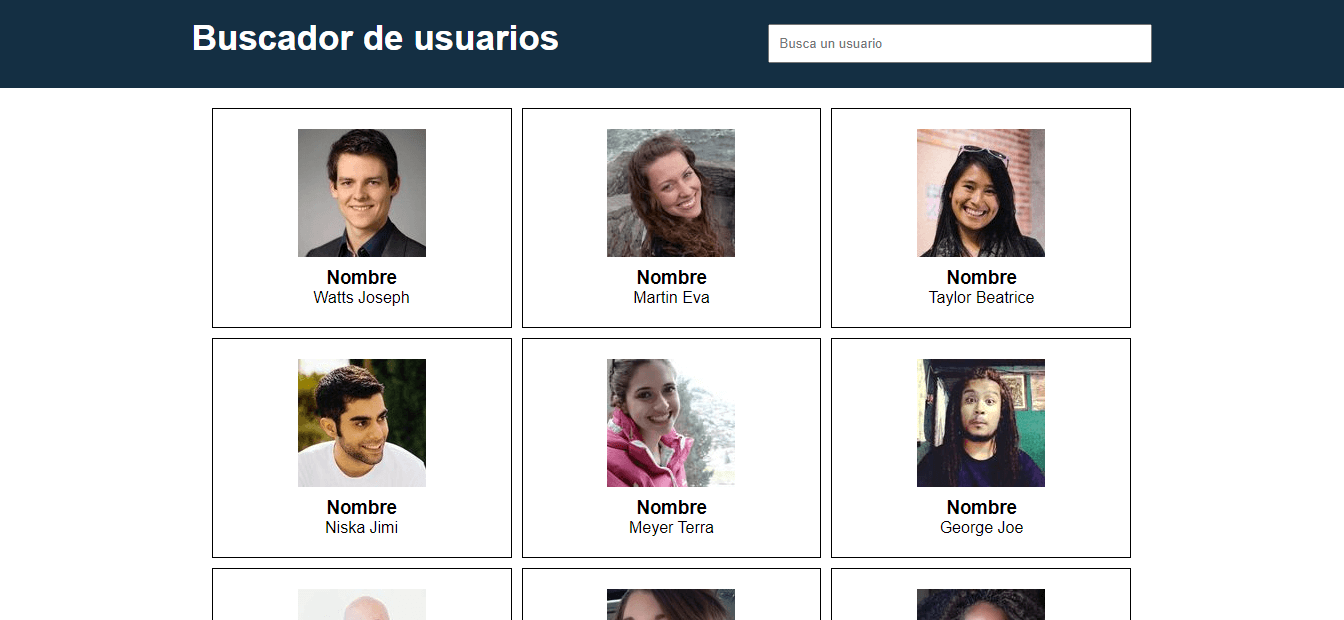 Buscador de usuarios
Busca un usuario
Nombre
Watts Joseph
Nombre
Martin Eva
Nombre
Taylor Beatrice
Nombre
Niska Jimi
Nombre
Meyer Terra
Nombre
George Joe